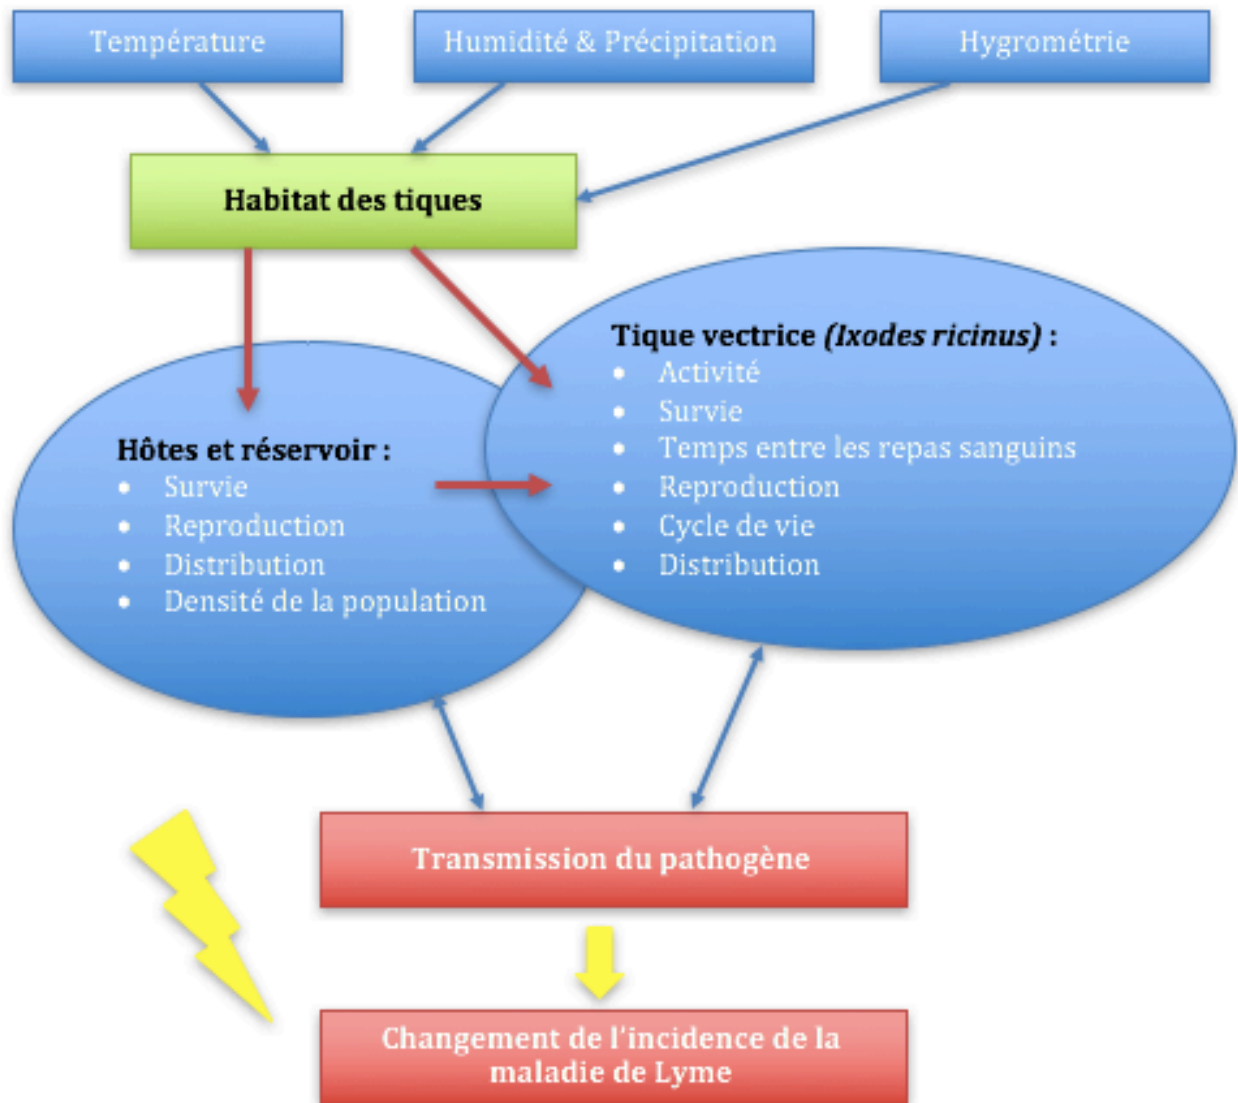 Température
Humidité & Précipitation
Hygrométrie
Habitat des tiques
Tique vectrice (Ixodes ricinus) :
• Activité
• Survie
• Temps entre les repas sanguins
• Reproduction
• Cycle de vie
• Distribution
Hôtes et réservoir :
• Survie
• Reproduction
• Distribution
• Densité de la population
Transmission du pathogène
Changement de l'incidence de la
maladie de Lyme